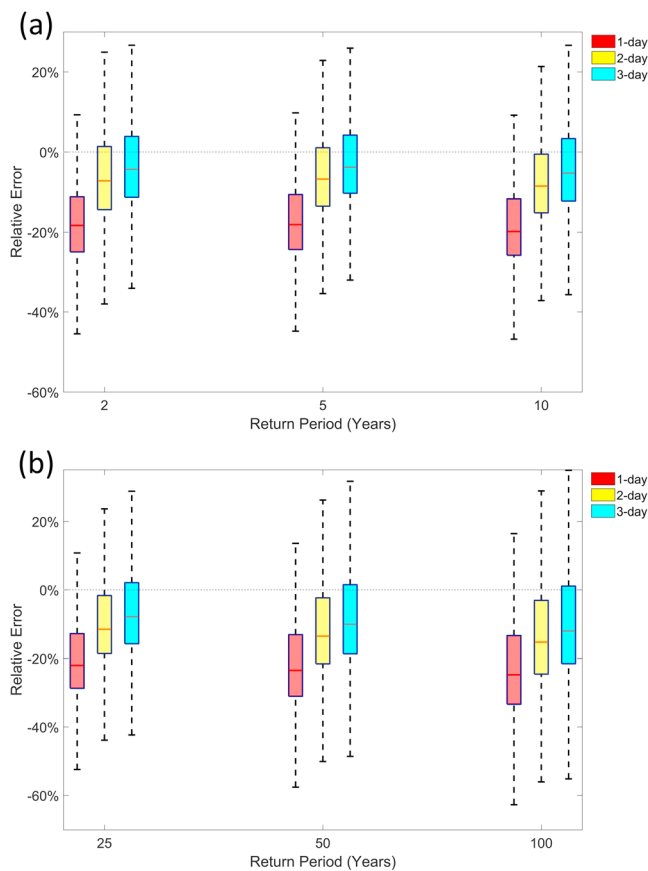 (a)
1-day
2-day
3-day
20%
0%
-20%
-40%
-60%
Relative Error
2 5 10
Return Period (Years)
(b)
1-day
2-day
3-day
20%
0%
-20%
-40%
-60%
Relative Error
25 50 100
Return Period (Years)